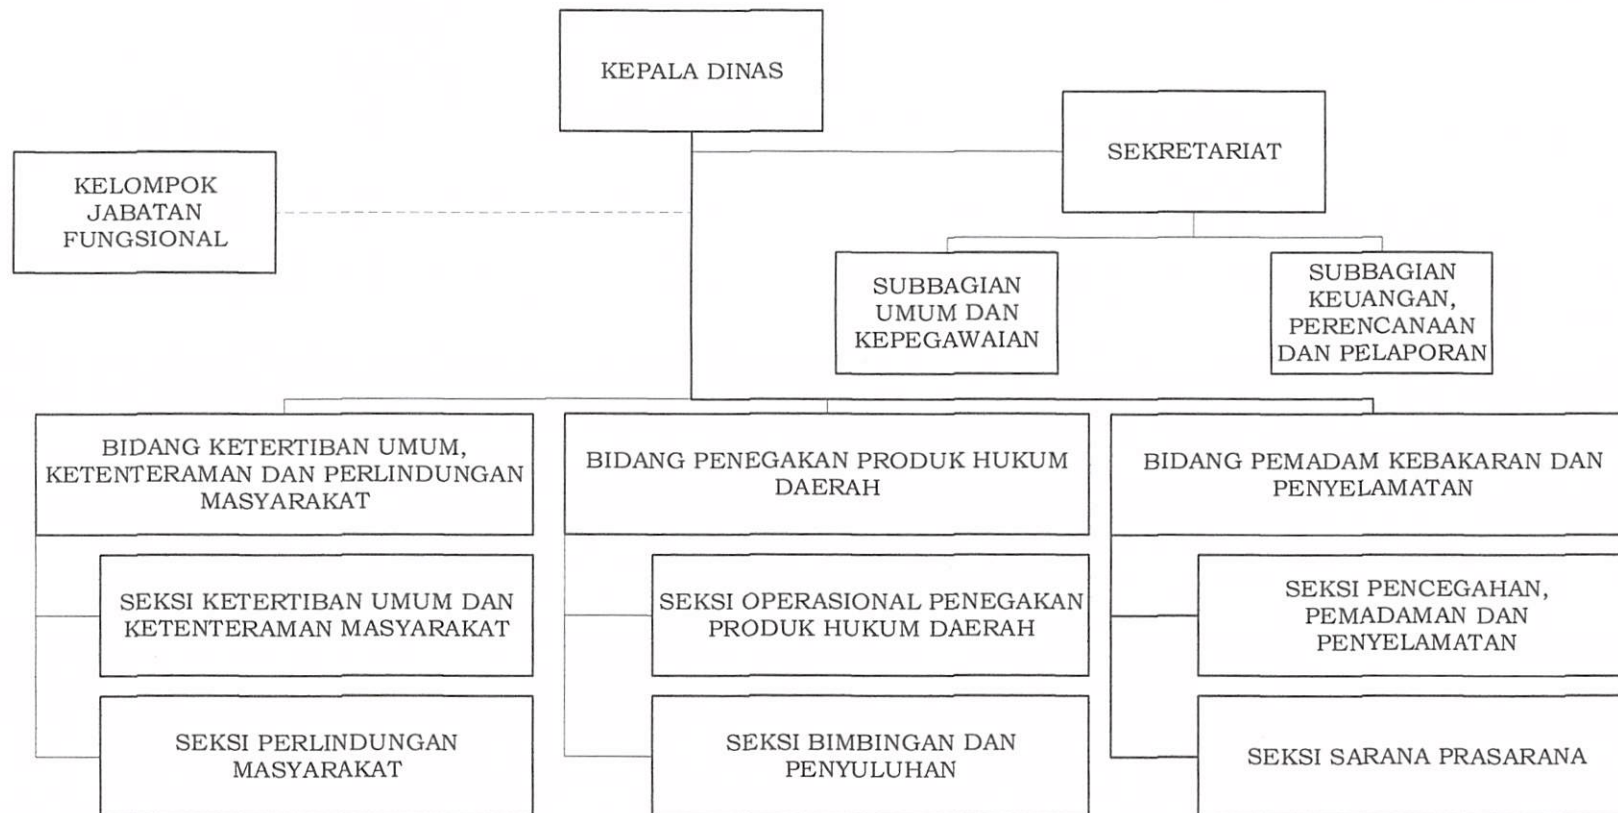 KEPALA DINAS
SEKRETARIAT
KELOMPOK
JABATAN
FUNGSIONAL
SUBBAGIAN
UMUM DAN
KEPEGAWAIAN
SUBBAGIAN
KEUANGAN,
PERENCANAAN
DAN PELAPORAN
BIDANG KETERTIBAN UMUM,
KETENTERAMAN DAN PERLINDUNGAN
MASYARAKAT
BIDANG PENEGAKAN PRODUK HUKUM
DAERAH
BIDANG PEMADAM KEBAKARAN DAN
PENYELAMATAN
SEKSI KETERTIBAN UMUM DAN
KETENTERAMAN MASYARAKAT
SEKSI OPERASIONAL PENEGAKAN
PRODUK HUKUM DAERAH
SEKSI PENCEGAHAN,
PEMADAMAN DAN
PENYELAMATAN
SEKSI PERLINDUNGAN
MASYARAKAT
SEKSI BIMBINGAN DAN
PENYULUHAN
SEKSI SARANA PRASARANA